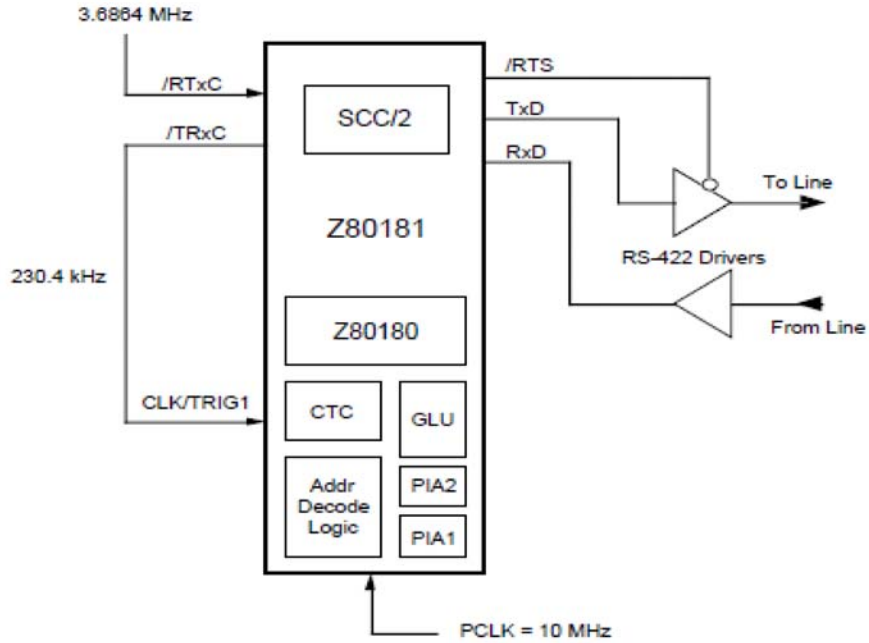 3.6864 MHz
/RTxC
/TRxC
230.4 kHz
CLK/TRIG1
SCC/2
Z80181
Z80180
CTC
GLU
Addr
Decode
Logic
PIA2
PIA1
/RTS
TxD
RxD
To Line
RS-422 Drivers
From Line
PCLK = 10 MHz